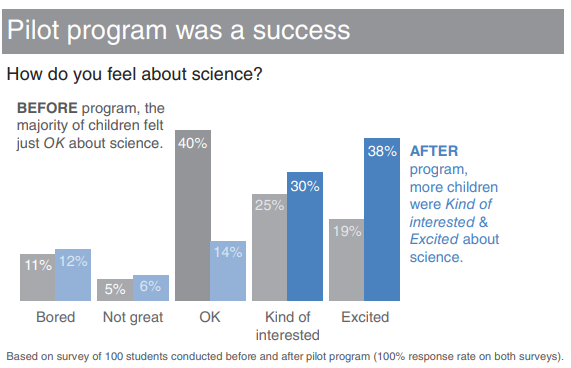 Pilot program was a success
How do you feel about science?
BEFORE program, the
majority of children felt
just OK about science.
11%
12%
5%
6%
40%
14%
25%
30%
19%
38%
AFTER
program,
more children
were Kind of
interested &
Excited about
science.
Bored
Not great
OK
Kind of
interested
Excited
Based on survey of 100 students conducted before and after pilot program (100% response rate on both surveys).